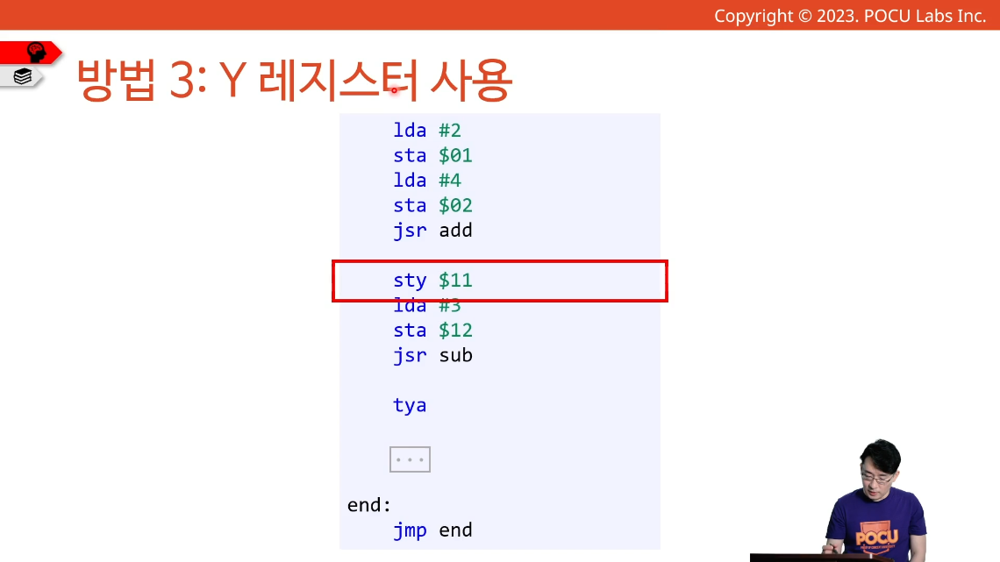 Copyright © 2023. POCU Labs Inc.
방법 3: Y 레지스터 사용
lda #2
sta $01
lda #4
sta $02
jsr add
sty $11
lda #3
sta $12
jsr sub
tya
...
end:
jmp end
POCU